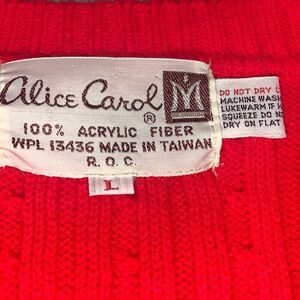 Alice Carol ®
M
100% ACRYLIC FIBER
WPL 13436 MADE IN TAIWAN
R.O.C.
L
DO NOT DRY C
MACHINE WASH
LUKEWARM IF H
SQUEEZE DO NO
DRY ON FLAT